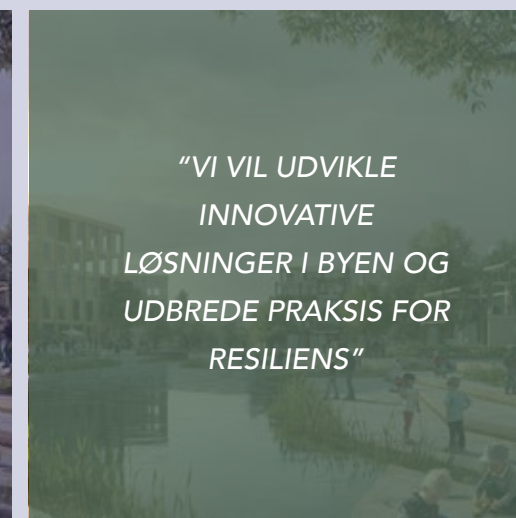 “VI VIL UDVIKLE
INNOVATIVE
LØSNINGER I BYEN OG
UDBREDE PRAKSIS FOR
RESILIENS”